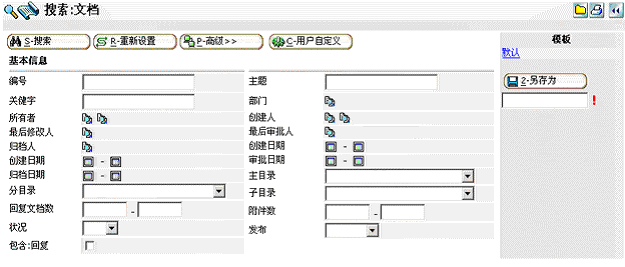 搜索:文档
S-搜索 R-重新设置 P-高级>> C-用户自定义
模板
默认
基本信息
2-另存为
编号 主题
!
关键字 部门
所有者 创建人
最后修改人 最后审批人
归档人 创建日期 -
创建日期 - 审批日期 -
归档日期 - 主目录
分目录 子目录
回复文档数 - 附件数 -
状况 发布
包含:回复